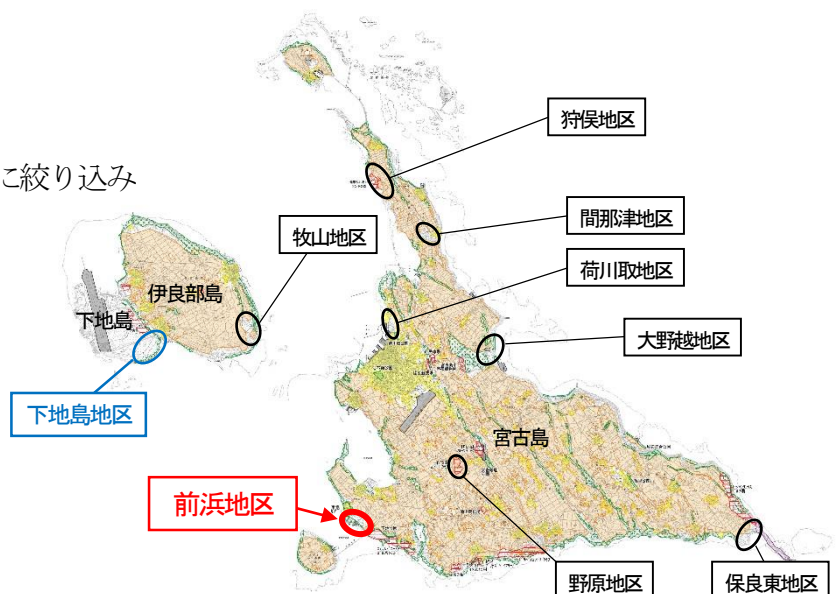 狩俣地区
に絞り込み
間那津地区
牧山地区
荷川取地区
伊良部島
下地島
大野越地区
下地島地区
宮古島
前浜地区
野原地区
保良東地区